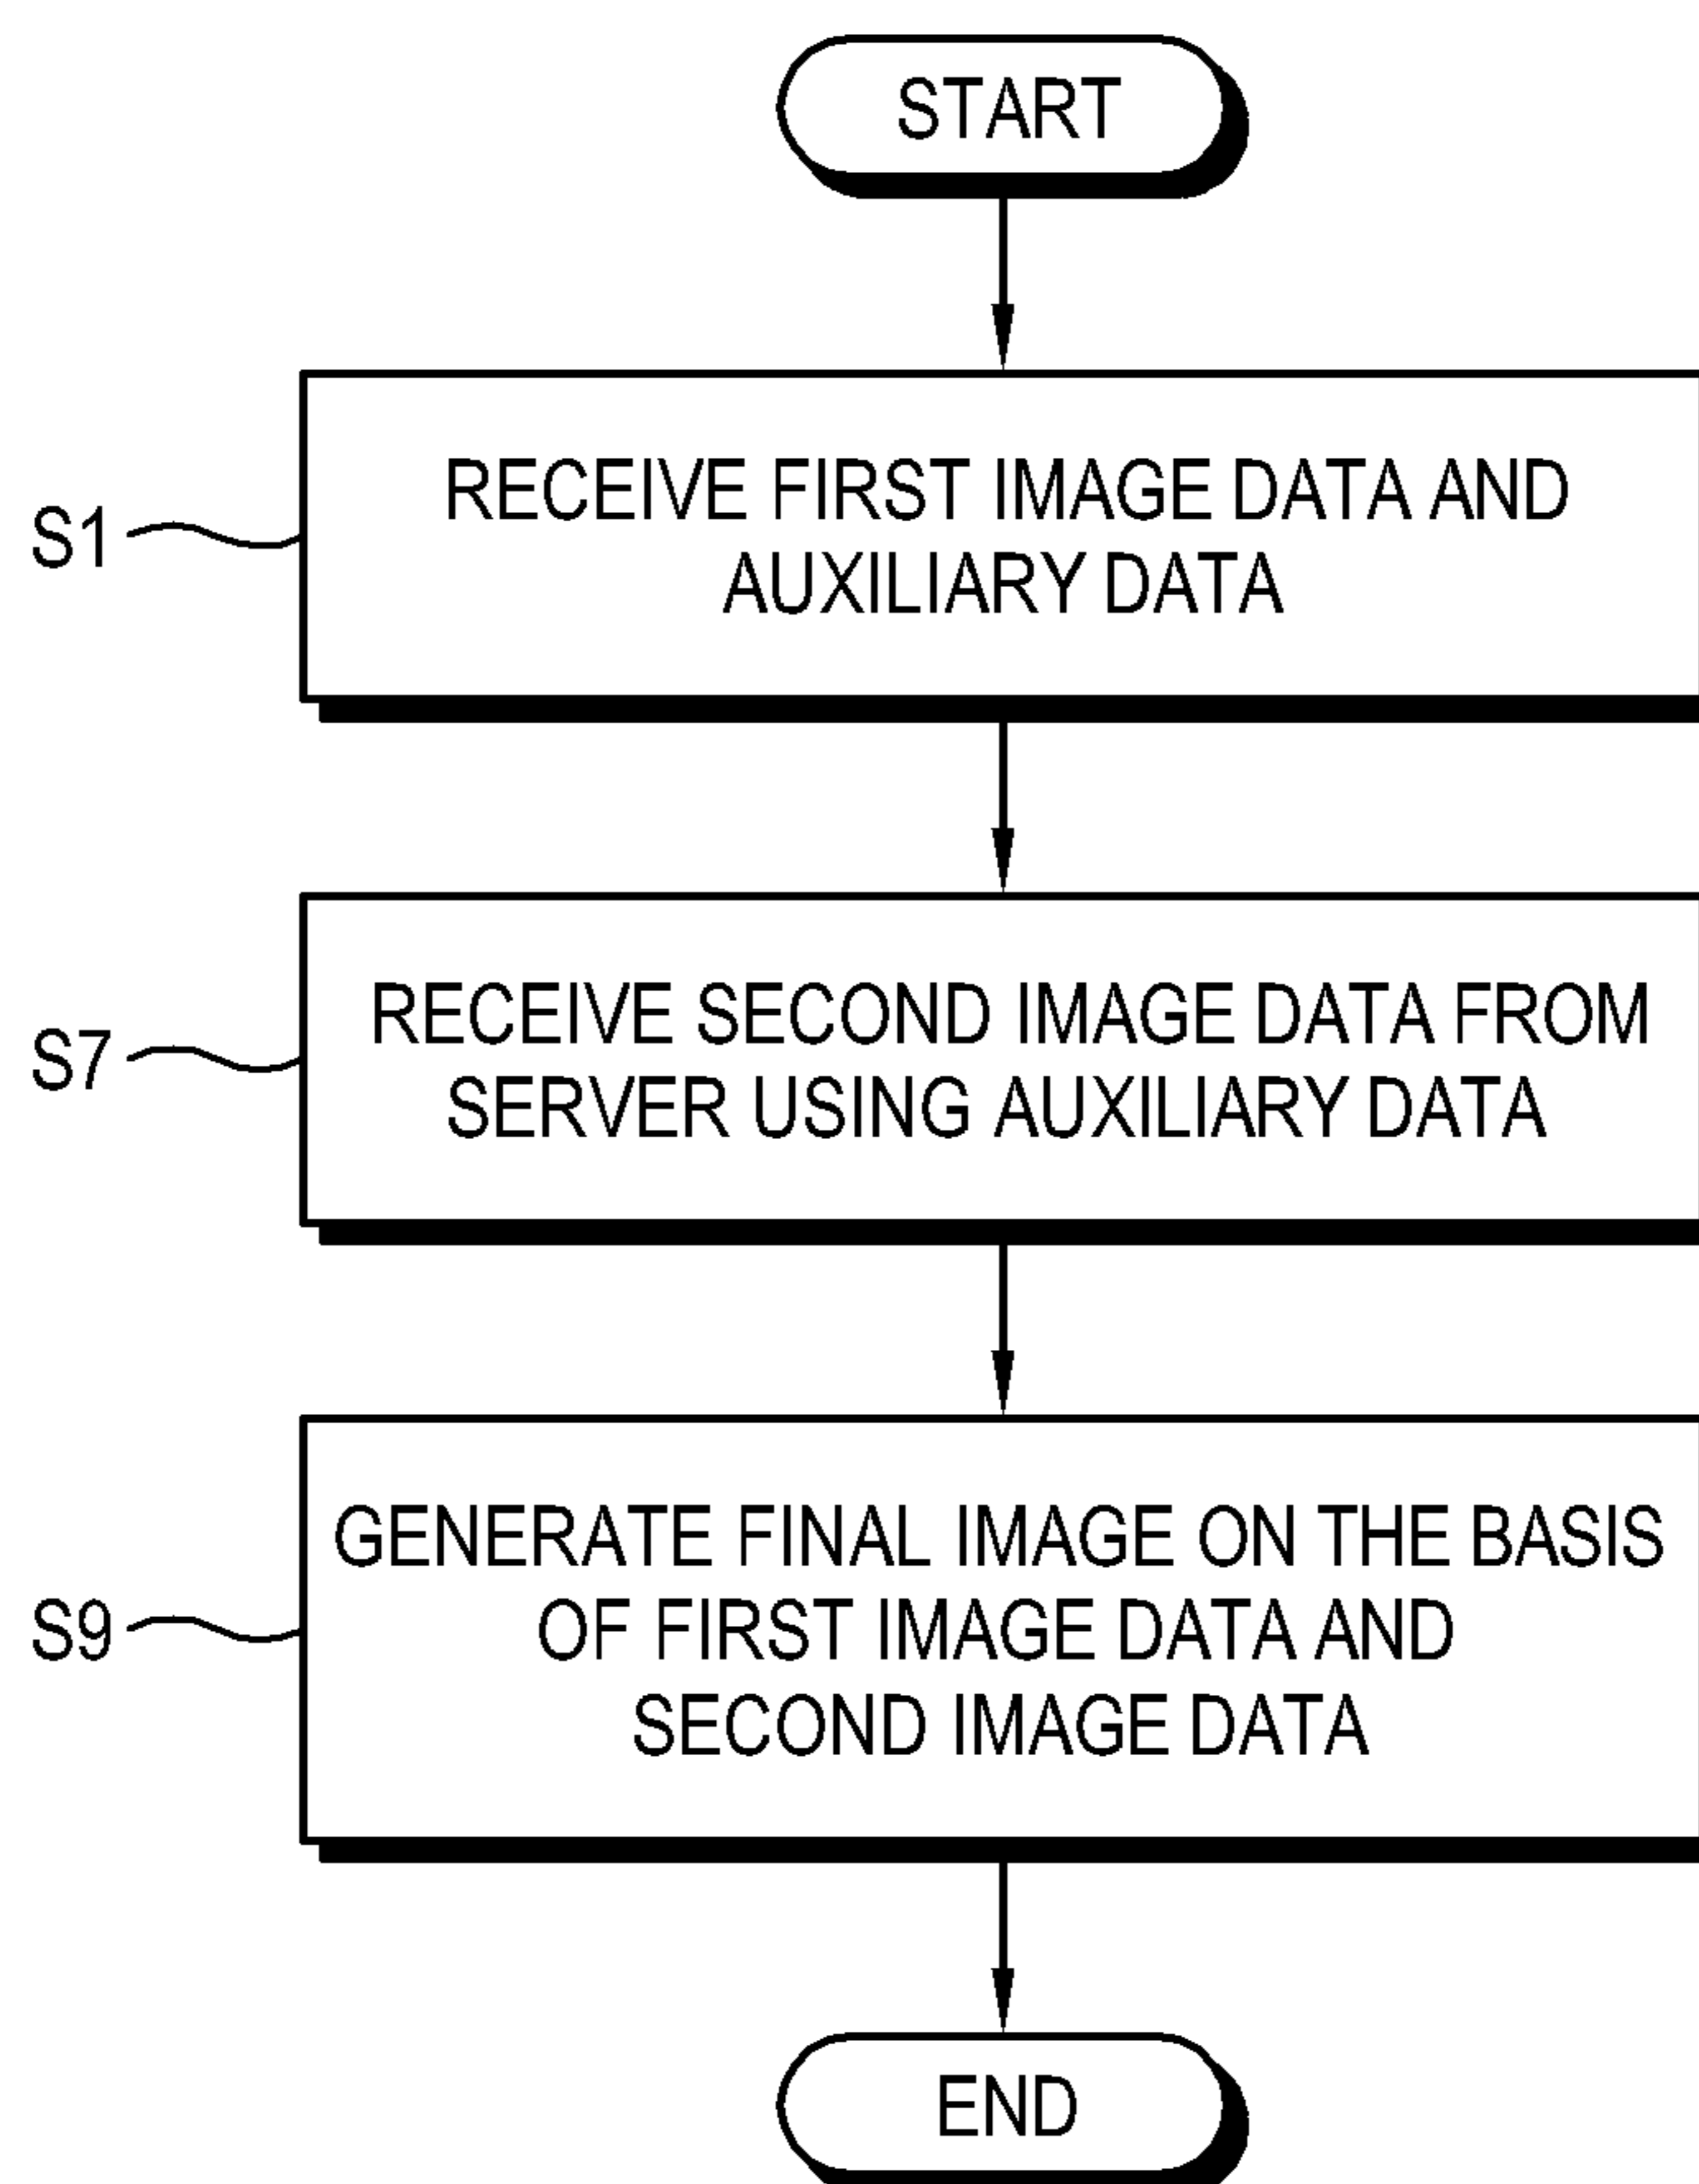 START
S1
RECEIVE FIRST IMAGE DATA AND
AUXILIARY DATA
S7
RECEIVE SECOND IMAGE DATA FROM
SERVER USING AUXILIARY DATA
S9
GENERATE FINAL IMAGE ON THE BASIS
OF FIRST IMAGE DATA AND
SECOND IMAGE DATA
END